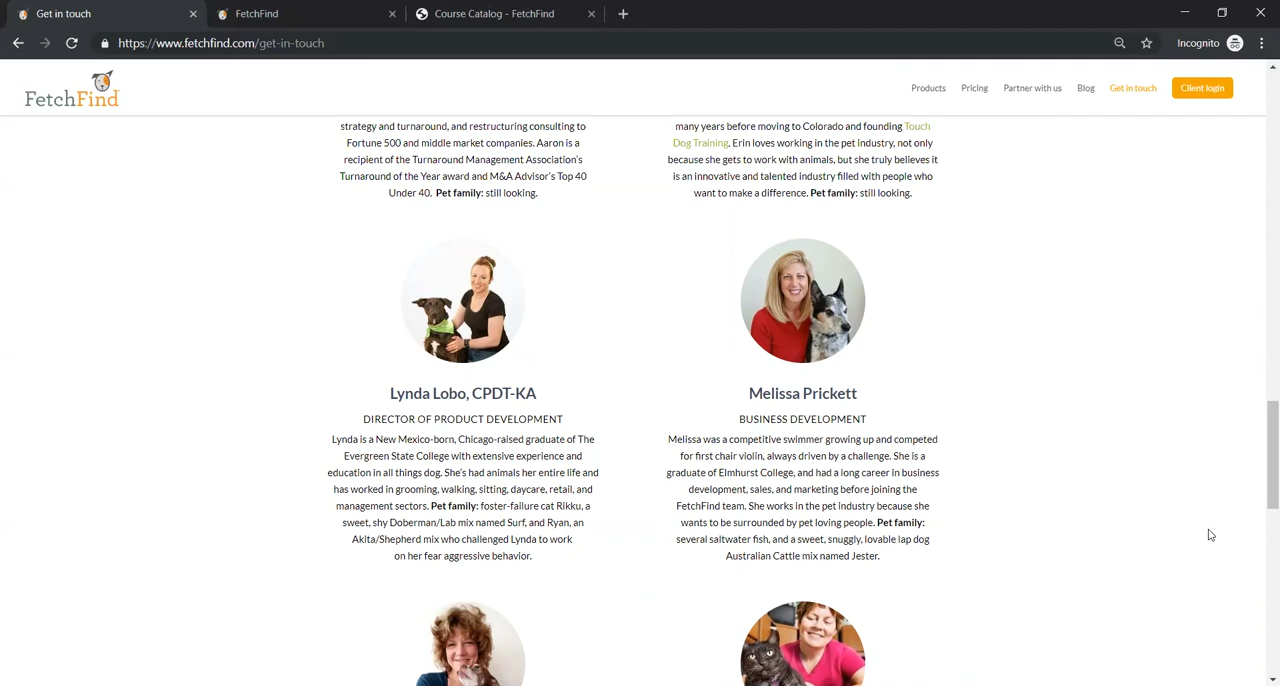 Get in touch
FetchFind
Course Catalog - FetchFind
https://www.fetchfind.com/get-in-touch
Incognito
FetchFind
Products
Pricing
Partner with us
Blog
Get in touch
Client login
strategy and turnaround, and restructuring consulting to
Fortune 500 and middle market companies. Aaron is a
recipient of the Turnaround Management Association's
Turnaround of the Year award and M&A Advisor's Top 40
Under 40. Pet family: still looking.
many years before moving to Colorado and founding Touch
Dog Training. Erin loves working in the pet industry, not only
because she gets to work with animals, but she truly believes it
is an innovative and talented industry filled with people who
want to make a difference. Pet family: still looking.
Lynda Lobo, CPDT-KA
DIRECTOR OF PRODUCT DEVELOPMENT
Lynda is a New Mexico-born, Chicago-raised graduate of The
Evergreen State College with extensive experience and
education in all things dog. She's had animals her entire life and
has worked in grooming, walking, sitting, daycare, retail, and
management sectors. Pet family: foster-failure cat Rikku, a
sweet, shy Doberman/Lab mix named Surf, and Ryan, an
Akita/Shepherd mix who challenged Lynda to work
on her fear aggressive behavior.
Melissa Prickett
BUSINESS DEVELOPMENT
Melissa was a competitive swimmer growing up and competed
for first chair violin, always driven by a challenge. She is a
graduate of Elmhurst College, and had a long career in business
development, sales, and marketing before joining the
FetchFind team. She works in the pet industry because she
wants to be surrounded by pet loving people. Pet family:
several saltwater fish, and a sweet, snuggly, lovable lap dog
Australian Cattle mix named Jester.